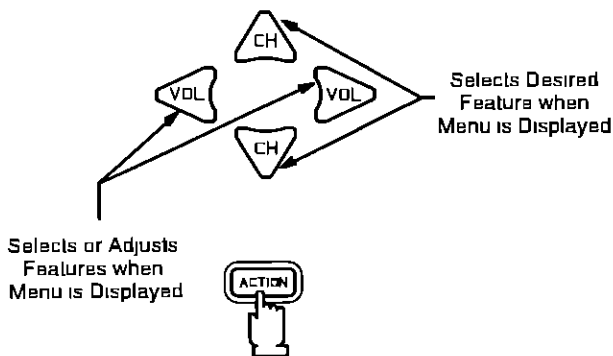 CH
VOL
VOL
CH
Selects Desired
Feature when
Menu is Displayed
Selects or Adjusts
Features when
Menu is Displayed
ACTION